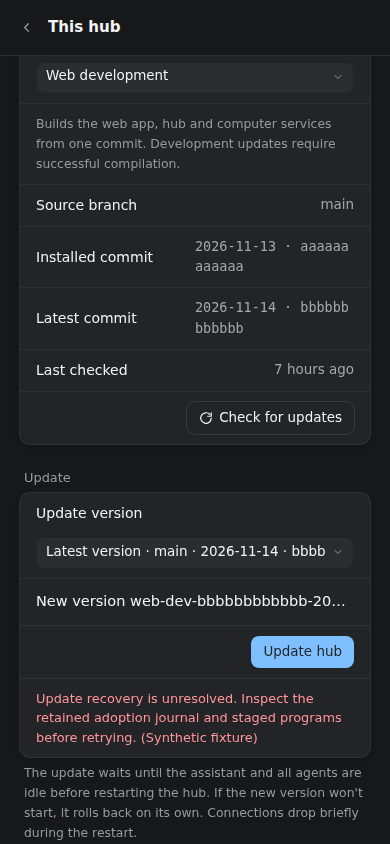 This hub
Web development
Builds the web app, hub and computer services
from one commit. Development updates require
successful compilation.
Source branch
main
Installed commit
2026-11-13 · aaaaaa
aaaaaa
Latest commit
2026-11-14 · bbbbbb
bbbbbb
Last checked
7 hours ago
Check for updates
Update
Update version
Latest version · main · 2026-11-14 · bbbb
New version web-dev-bbbbbbbbbbbb-20…
Update hub
Update recovery is unresolved. Inspect the
retained adoption journal and staged programs
before retrying. (Synthetic fixture)
The update waits until the assistant and all agents are
idle before restarting the hub. If the new version won't
start, it rolls back on its own. Connections drop briefly
during the restart.